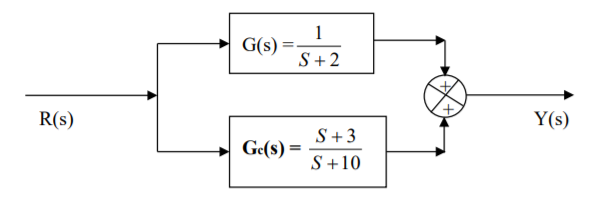 G(s) = 1 / S + 2
+
+
R(s)
Y(s)
Gc(s) = S + 3 / S + 10